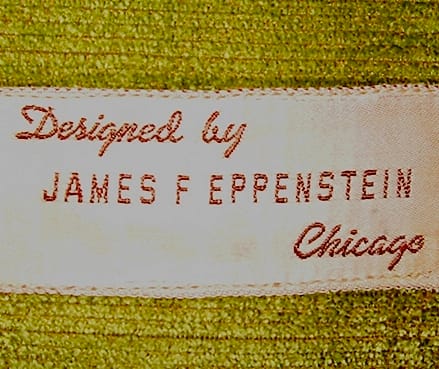 Designed by
JAMES F EPPENSTEIN
Chicago